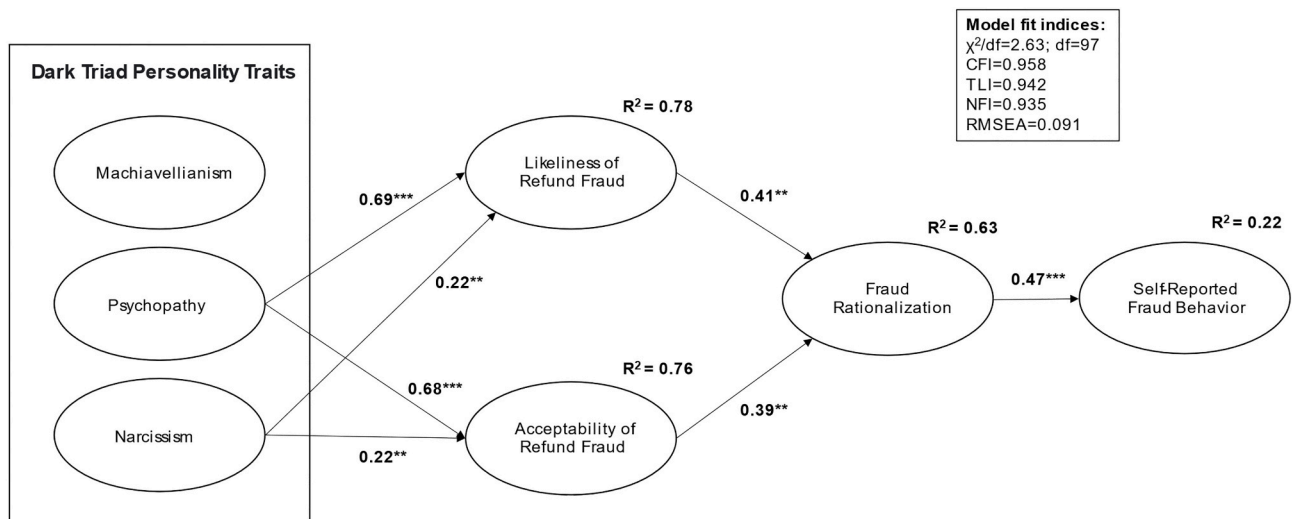 Model fit indices:
χ²/df=2.63; df=97
CFI=0.958
TLI=0.942
NFI=0.935
RMSEA=0.091
Dark Triad Personality Traits
Machiavellianism
Psychopathy
Narcissism
0.69***
0.22**
0.68***
0.22**
R² = 0.78
Likeliness of
Refund Fraud
R² = 0.76
Acceptability of
Refund Fraud
0.41**
0.39**
R² = 0.63
Fraud
Rationalization
0.47***
R² = 0.22
Self-Reported
Fraud Behavior